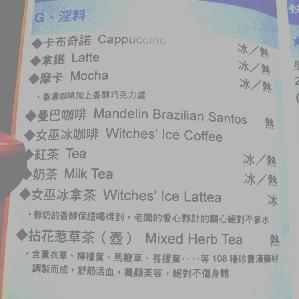 G、淫料
◆卡布奇諾 Cappuccino 冰／熱
◆拿鐵 Latte 冰／熱
◆摩卡 Mocha 冰／熱
・香濃咖啡加上香醇巧克力醬
◆曼巴咖啡 Mandelin Brazilian Santos 熱
◆女巫冰咖啡 Witches' Ice Coffee
◆紅茶 Tea 冰／熱
◆奶茶 Milk Tea 冰／熱
◆女巫冰拿茶 Witches' Ice Lattea 冰
・鮮奶的香醇保證喝得到，老闆的愛心夥計的關心絕對不參水
◆拈花惹草茶（壺） Mixed Herb Tea 熱
・含薰衣草、檸檬葉、馬鞭草、菩提葉‥‥等 108 種珍貴漢藥材
調製而成，舒筋活血，養顏美容，絕對不傷身體